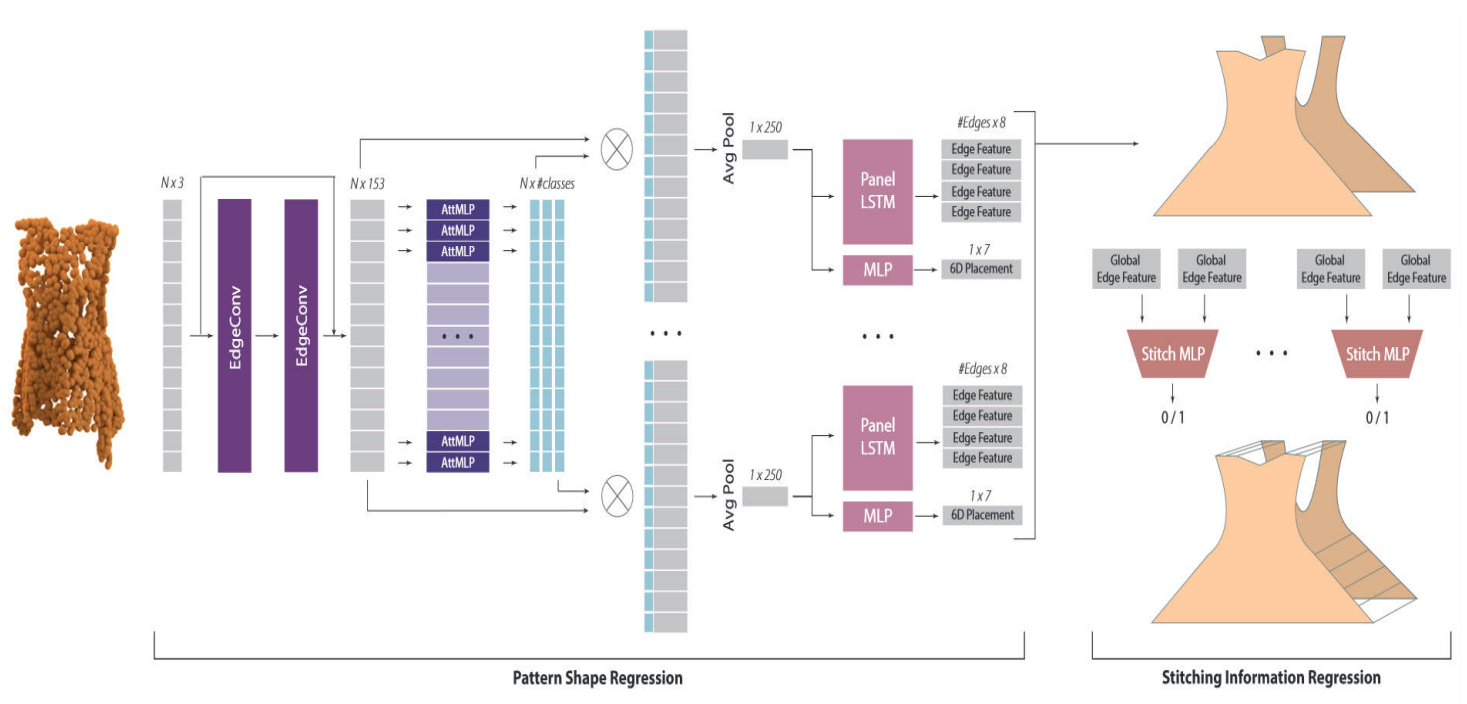 N x 3
EdgeConv
EdgeConv
N x 153
AttMLP
AttMLP
AttMLP
• • •
AttMLP
AttMLP
N x #classes
• • •
Avg Pool
1 x 250
Panel
LSTM
MLP
#Edges x 8
Edge Feature
Edge Feature
Edge Feature
Edge Feature
1 x 7
6D Placement
• • •
Avg Pool
1 x 250
Panel
LSTM
MLP
#Edges x 8
Edge Feature
Edge Feature
Edge Feature
Edge Feature
1 x 7
6D Placement
Global
Edge Feature
Global
Edge Feature
Global
Edge Feature
Global
Edge Feature
Stitch MLP
• • •
Stitch MLP
0 / 1
0 / 1
Pattern Shape Regression
Stitching Information Regression